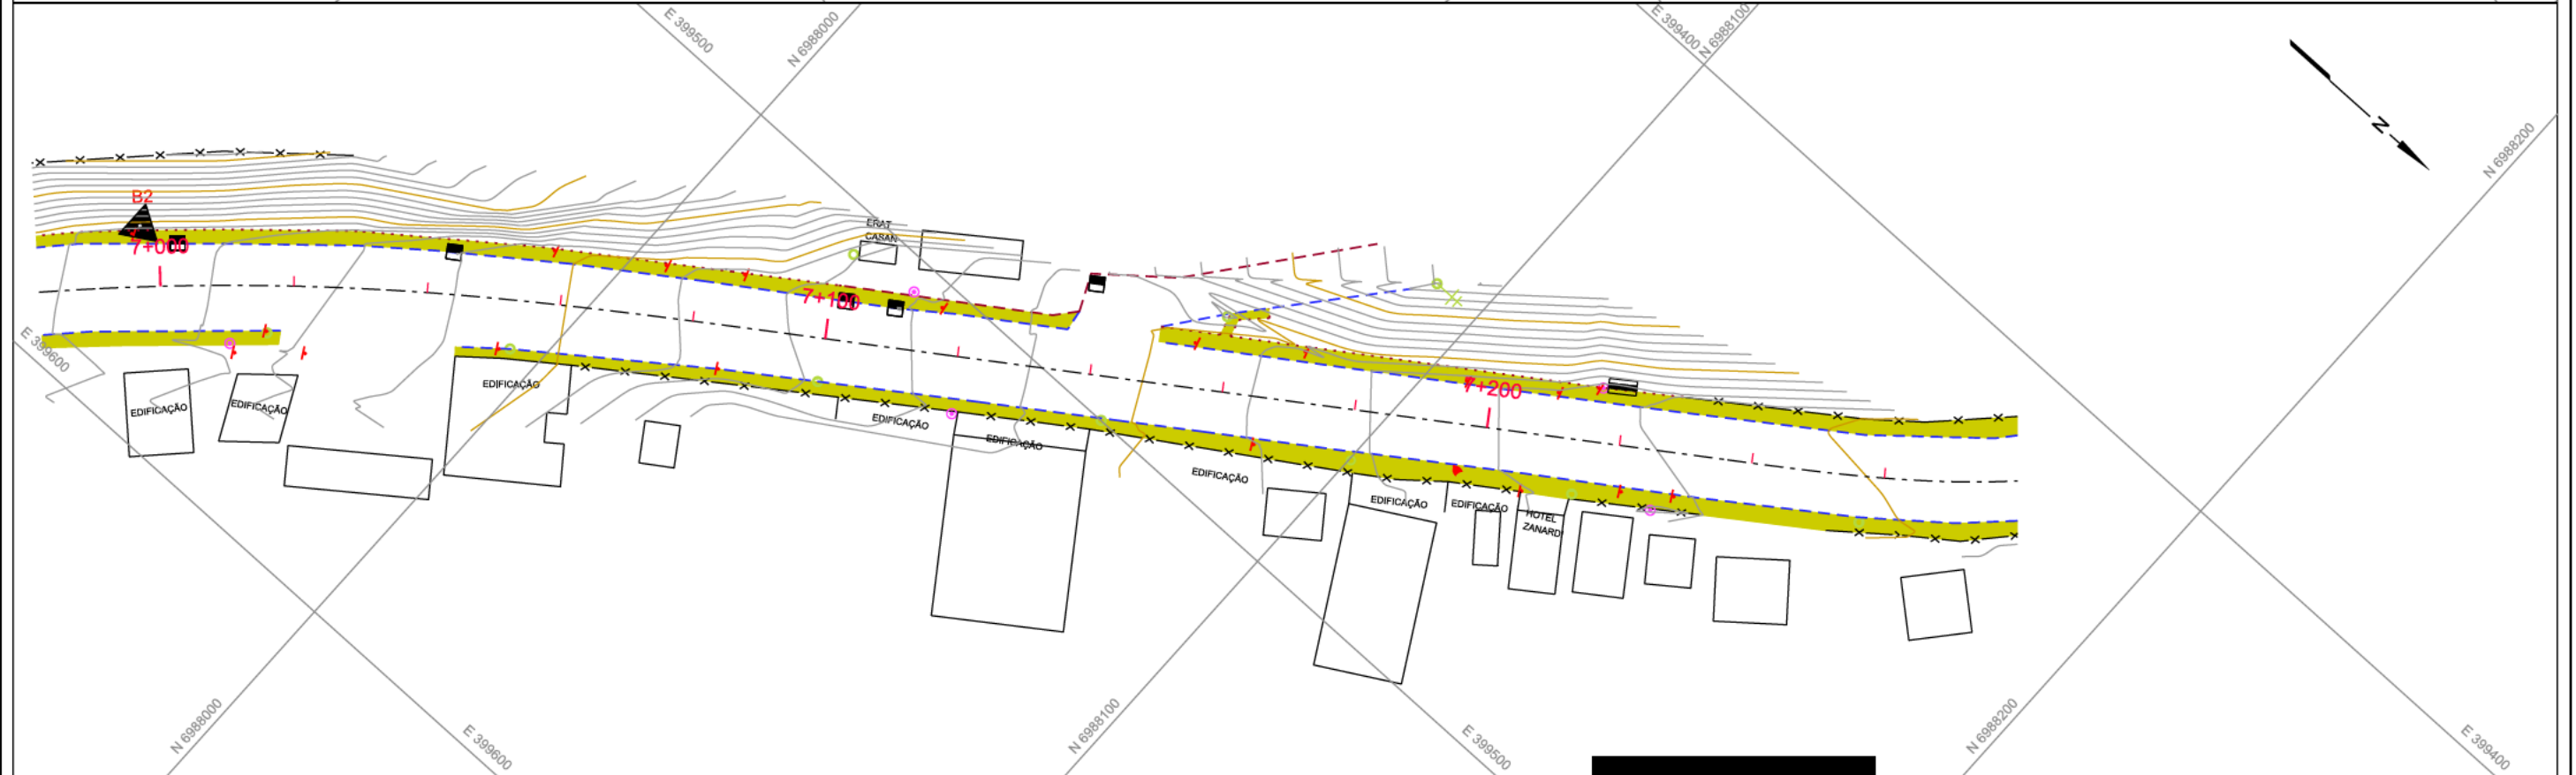 E 399500
N 6988000
E 399400
N 6988100
N
N 6988200
B2
7+000
ERAT
CASAN
7+100
E 399600
EDIFICAÇÃO
EDIFICAÇÃO
EDIFICAÇÃO
EDIFICAÇÃO
EDIFICAÇÃO
7+200
EDIFICAÇÃO
EDIFICAÇÃO
EDIFICAÇÃO
HOTEL
ZANARDI
N 6988000
E 399600
N 6988100
E 399500
N 6988200
E 399400